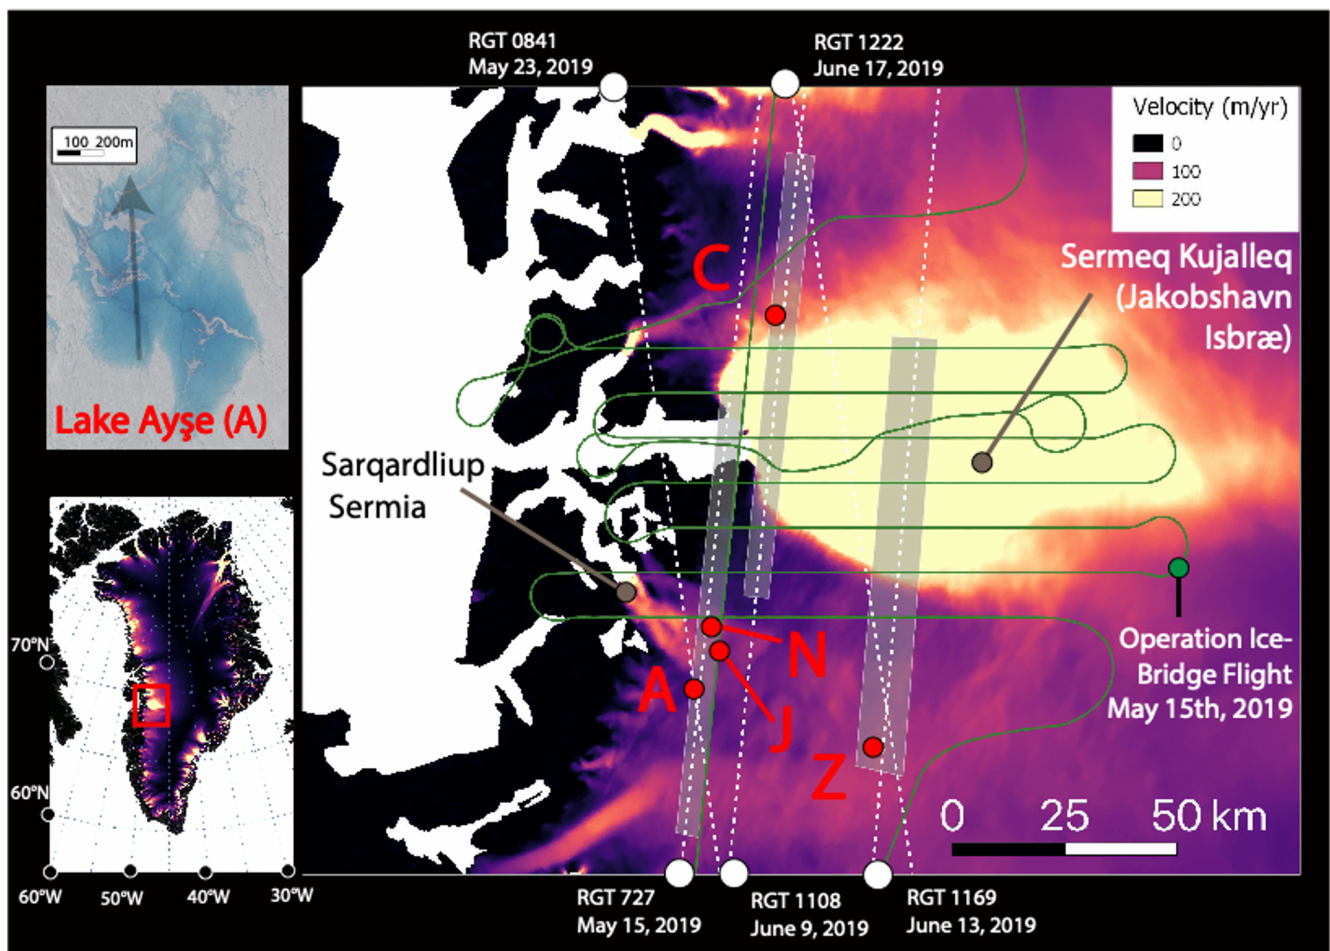 RGT 0841
May 23, 2019
RGT 1222
June 17, 2019
100 200m
Lake Ayşe (A)
Velocity (m/yr)
0
100
200
Sermeq Kujalleq
(Jakobshavn
Isbræ)
C
Sarqardliup
Sermia
N
A
J
Z
Operation Ice-
Bridge Flight
May 15th, 2019
0 25 50 km
70°N
60°N
60°W 50°W 40°W 30°W
RGT 727
May 15, 2019
RGT 1108
June 9, 2019
RGT 1169
June 13, 2019